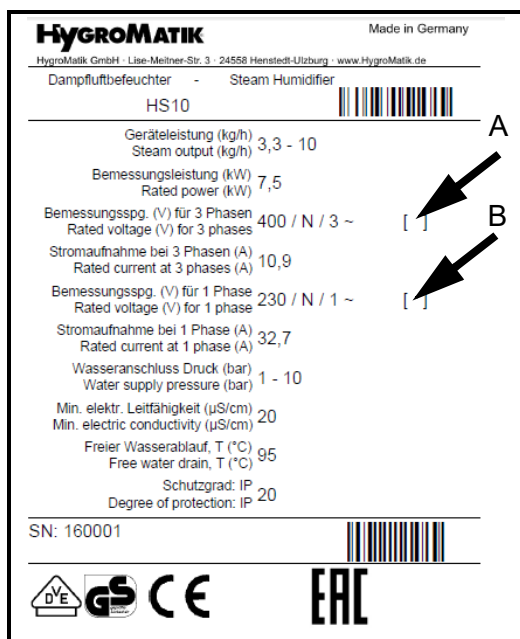 HYGROMATIK Made in Germany
HygroMatik GmbH · Lise-Meitner-Str. 3 · 24558 Henstedt-Ulzburg · www.HygroMatik.de
Dampfluftbefeuchter - Steam Humidifier
HS10
A
Geräteleistung (kg/h)
Steam output (kg/h) 3,3 - 10
Bemessungsleistung (kW)
Rated power (kW) 7,5
Bemessungsspg. (V) für 3 Phasen
Rated voltage (V) for 3 phases 400 / N / 3 ~ [ ]
B
Stromaufnahme bei 3 Phasen (A)
Rated current at 3 phases (A) 10,9
Bemessungsspg. (V) für 1 Phase
Rated voltage (V) for 1 phase 230 / N / 1 ~ [ ]
Stromaufnahme bei 1 Phase (A)
Rated current at 1 phase (A) 32,7
Wasseranschluss Druck (bar)
Water supply pressure (bar) 1 - 10
Min. elektr. Leitfähigkeit (µS/cm)
Min. electric conductivity (µS/cm) 20
Freier Wasserablauf, T (°C)
Free water drain, T (°C) 95
Schutzgrad: IP
Degree of protection: IP 20
SN: 160001
DVE GS CE EAC